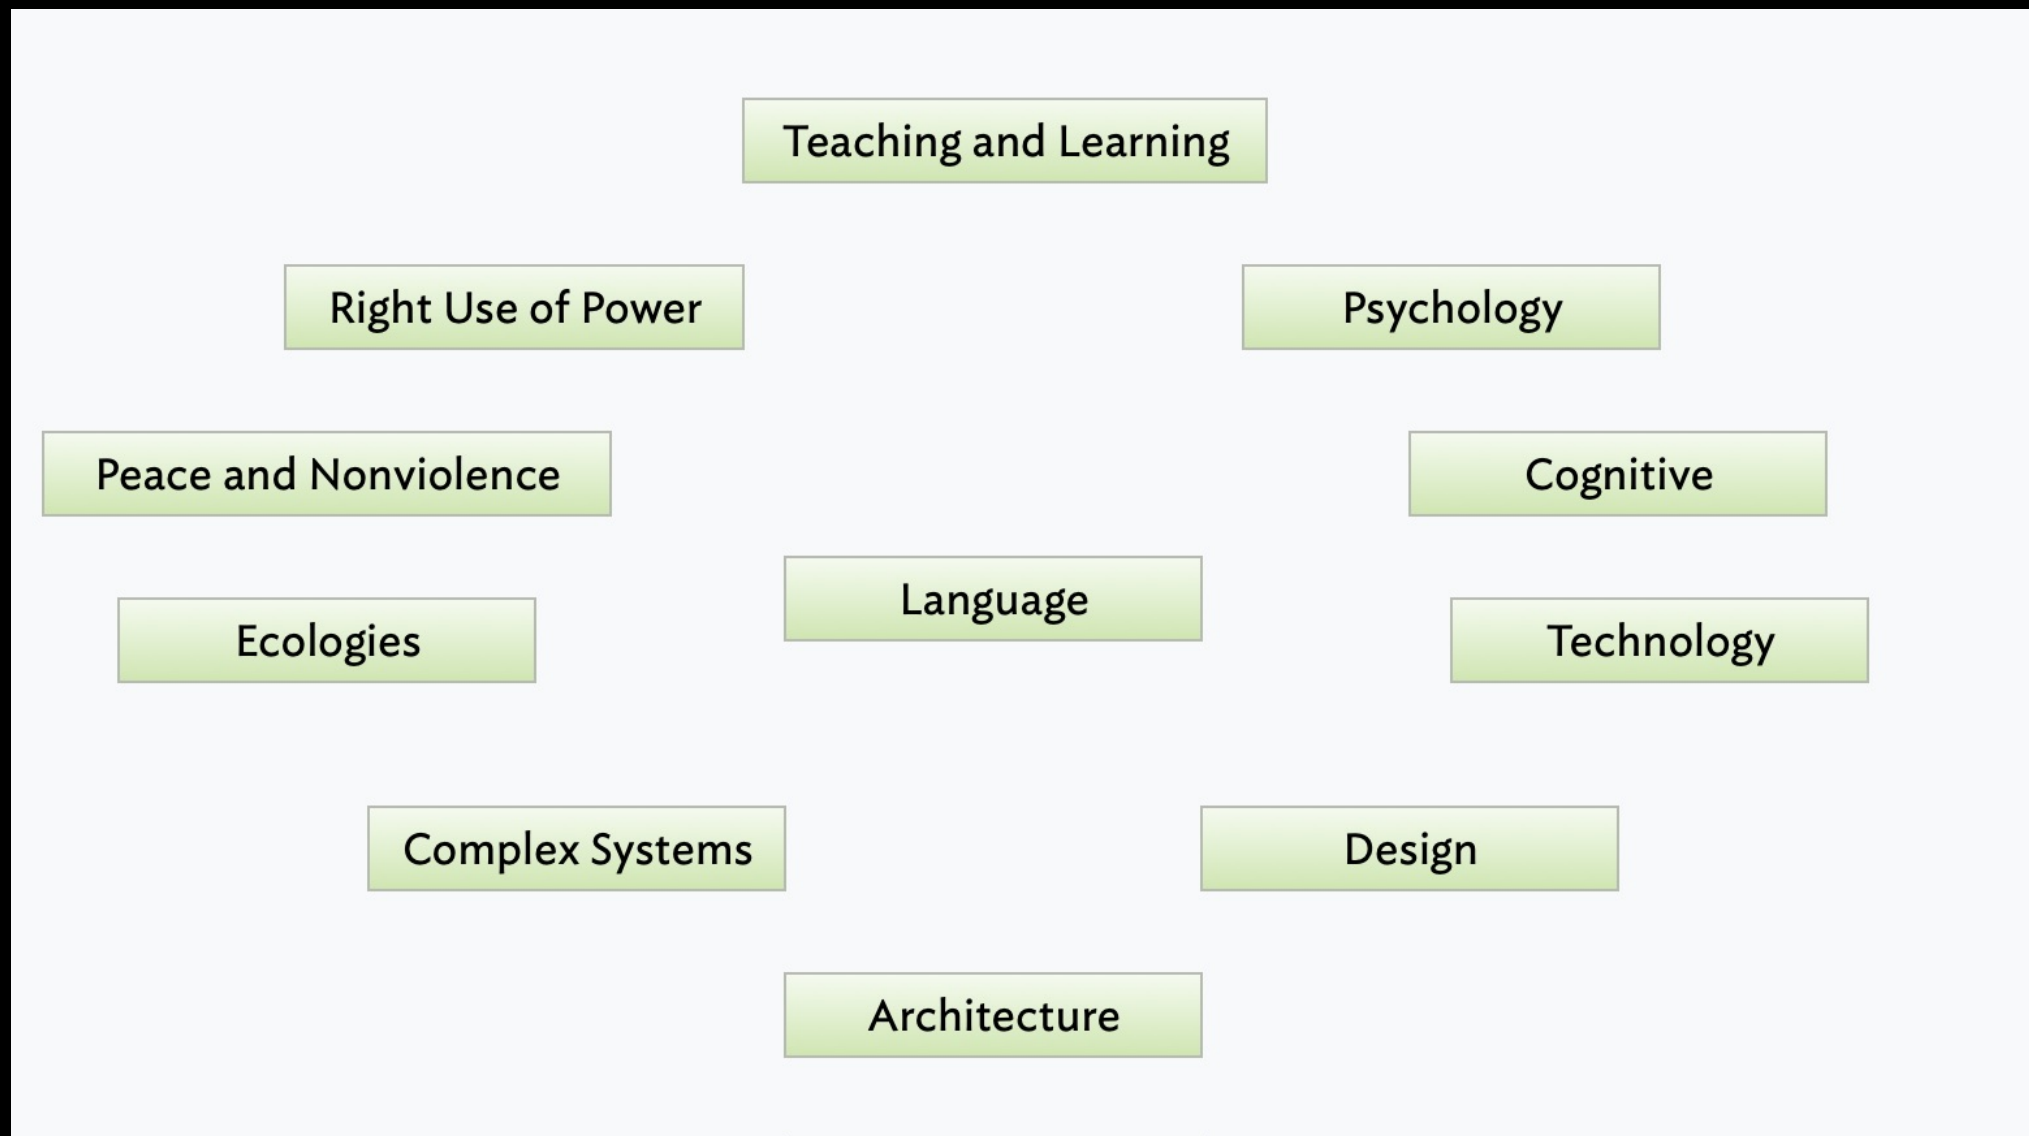 Teaching and Learning
Right Use of Power
Psychology
Peace and Nonviolence
Cognitive
Language
Ecologies
Technology
Complex Systems
Design
Architecture